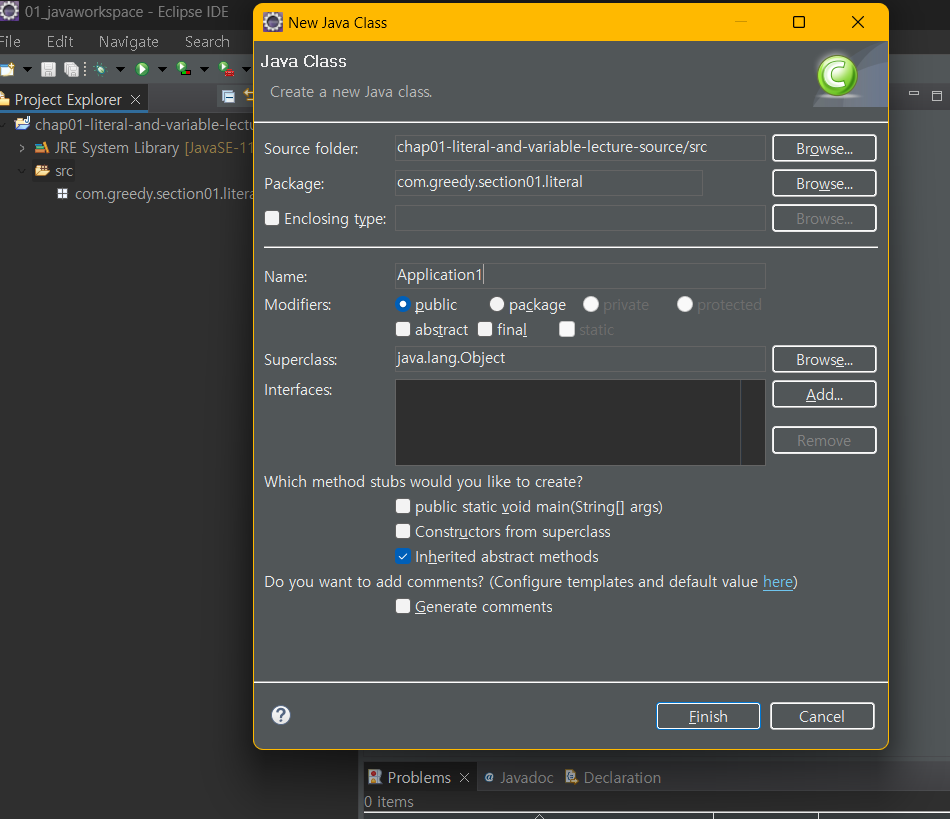 01_javaworkspace - Eclipse IDE
File Edit Navigate Search
Project Explorer
chap01-literal-and-variable-lectu
JRE System Library [JavaSE-11
src
com.greedy.section01.litera
New Java Class
Java Class
Create a new Java class.
Source folder: chap01-literal-and-variable-lecture-source/src Browse...
Package: com.greedy.section01.literal Browse...
Enclosing type: Browse...
Name: Application1
Modifiers: public package private protected
abstract final static
Superclass: java.lang.Object Browse...
Interfaces: Add...
Remove
Which method stubs would you like to create?
public static void main(String[] args)
Constructors from superclass
Inherited abstract methods
Do you want to add comments? (Configure templates and default value here)
Generate comments
Finish Cancel
Problems Javadoc Declaration
0 items